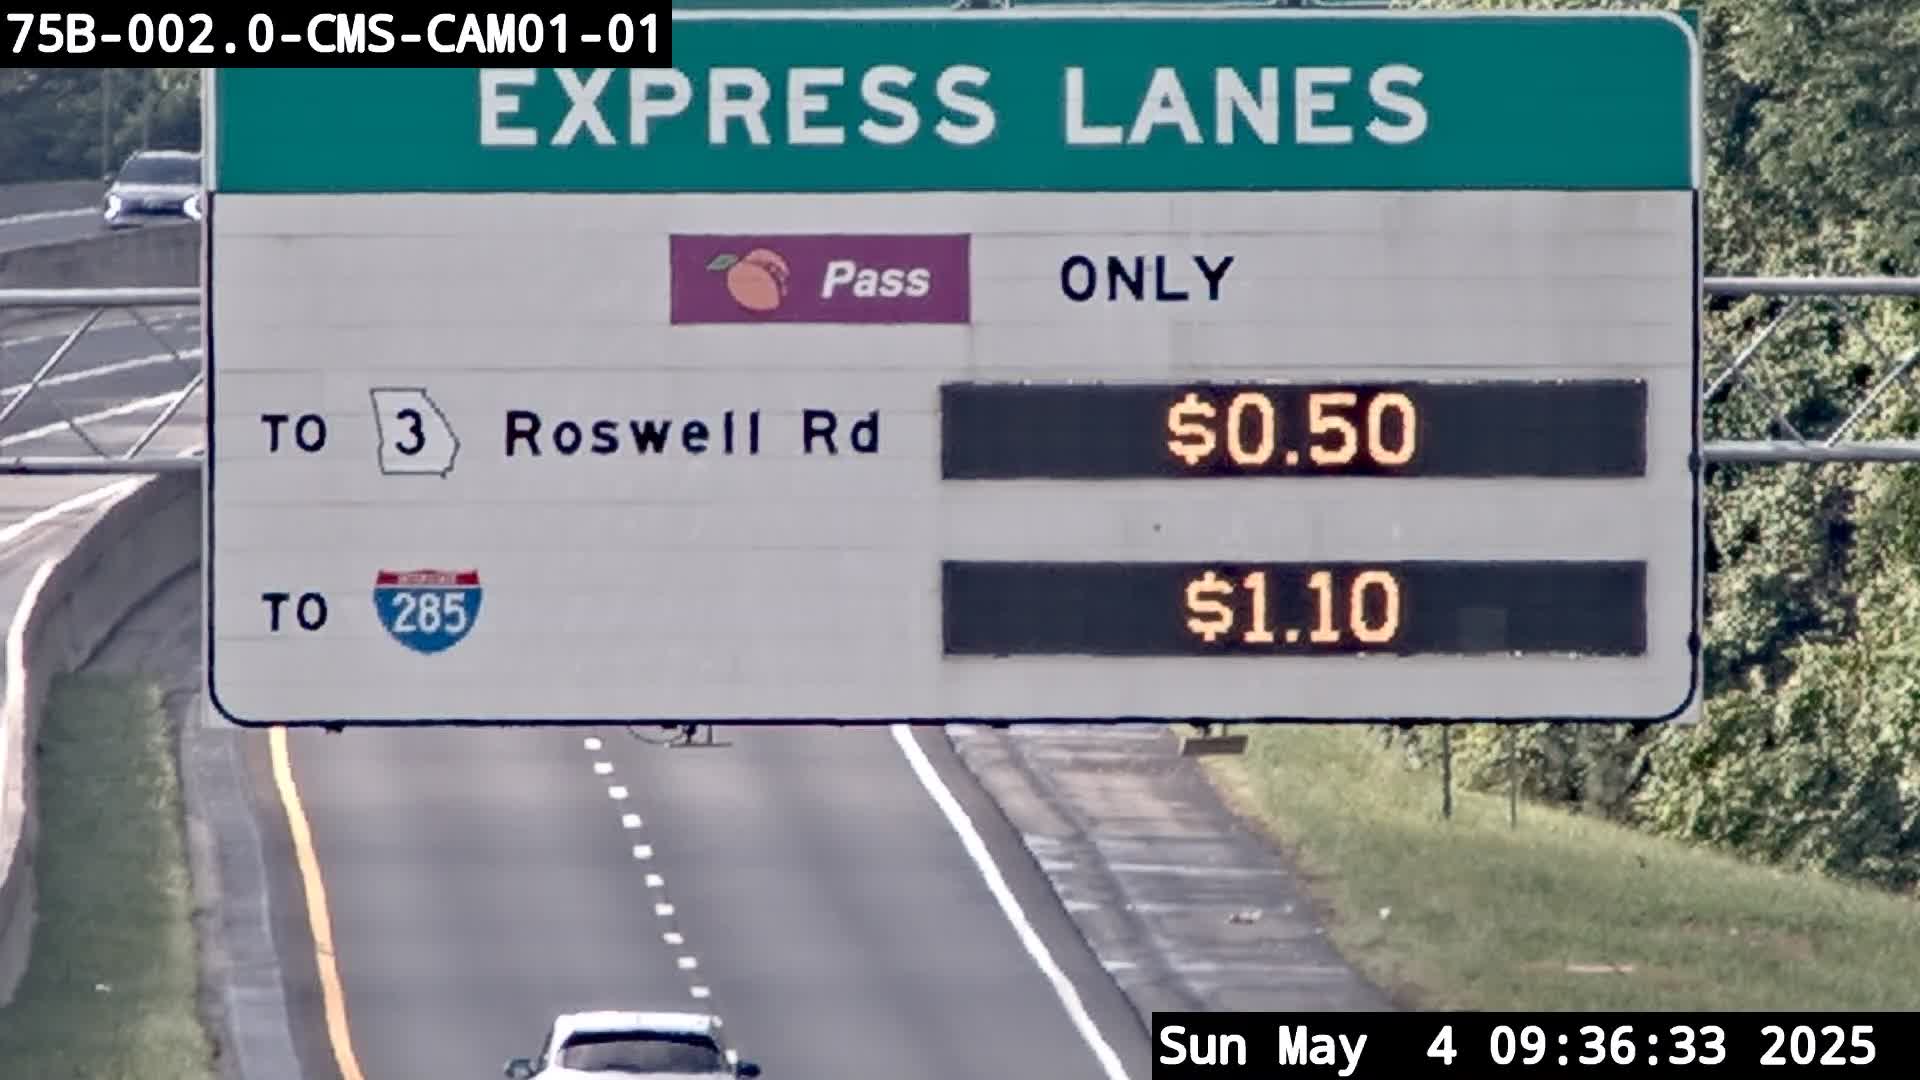 75B-002.0-CMS-CAM01-01
EXPRESS LANES
Pass ONLY
TO 3 Roswell Rd $0.50
TO 285 $1.10
Sun May 4 09:36:33 2025